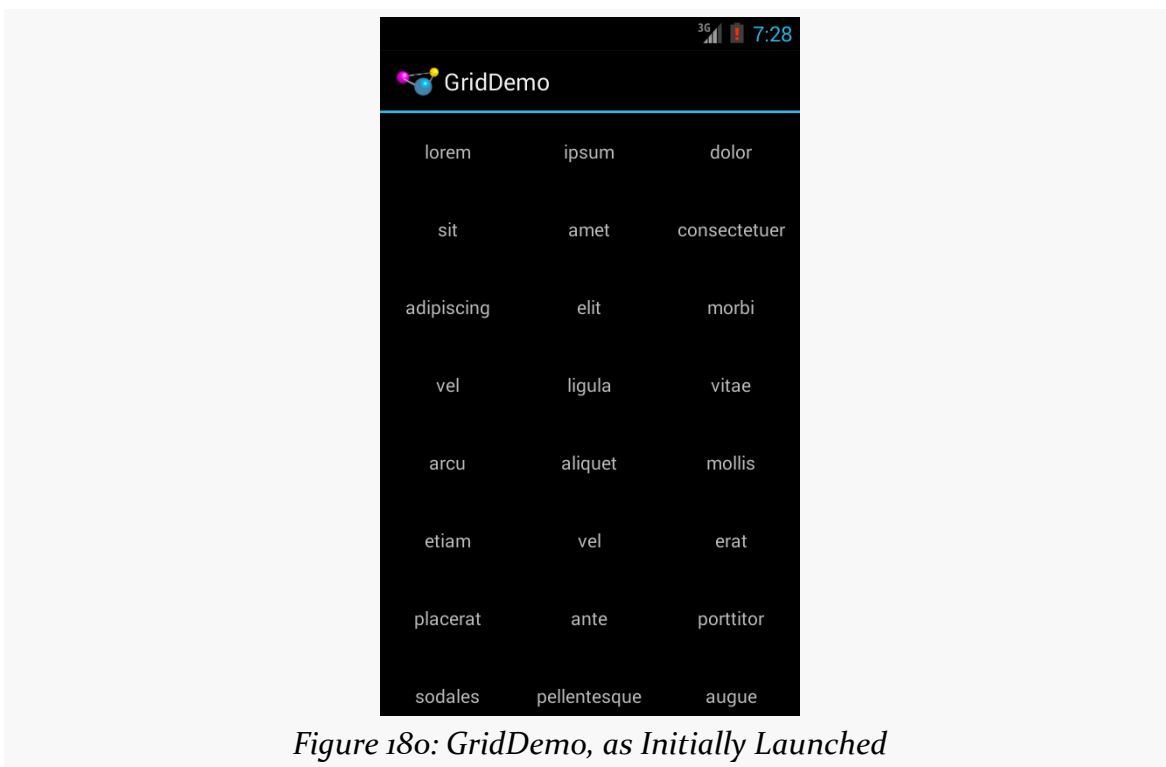 3G 7:28
GridDemo
lorem ipsum dolor
sit amet consectetuer
adipiscing elit morbi
vel ligula vitae
arcu aliquet mollis
etiam vel erat
placerat ante porttitor
sodales pellentesque augue
Figure 180: GridDemo, as Initially Launched